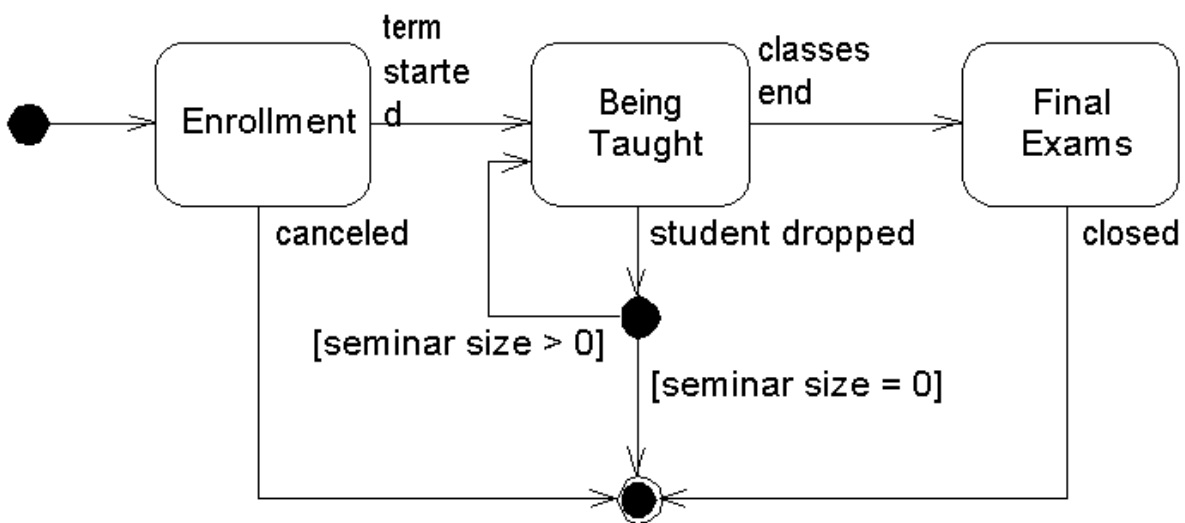 term
starte
d
classes
end
Enrollment
Being
Taught
Final
Exams
canceled
student dropped
closed
[seminar size > 0]
[seminar size = 0]